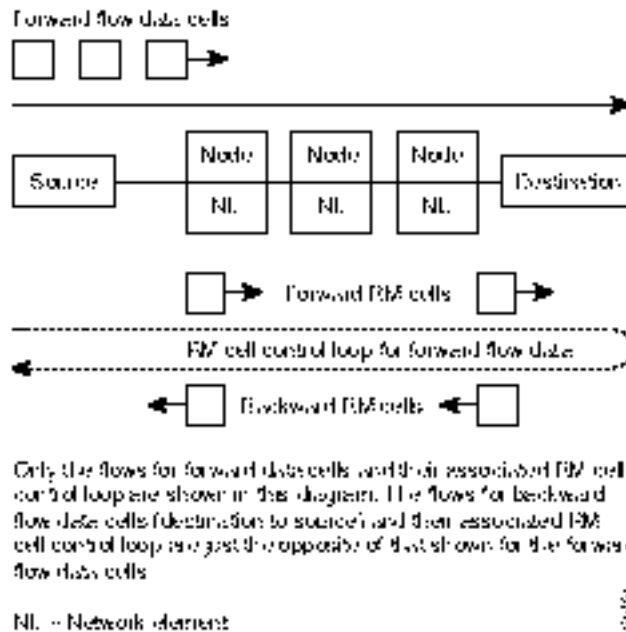 Forward flow data cells
Node Node Node
Source Destination
NE NE NE
Forward RM cells
RM cell control loop for forward flow data
Backward RM cells
Only the flows for forward data cells and their associated RM cell
control loop are shown in this diagram. The flows for backward
flow data cells (destination to source) and their associated RM
cell control loop are just the opposite of that shown for the forward
flow data cells
NE = Network element